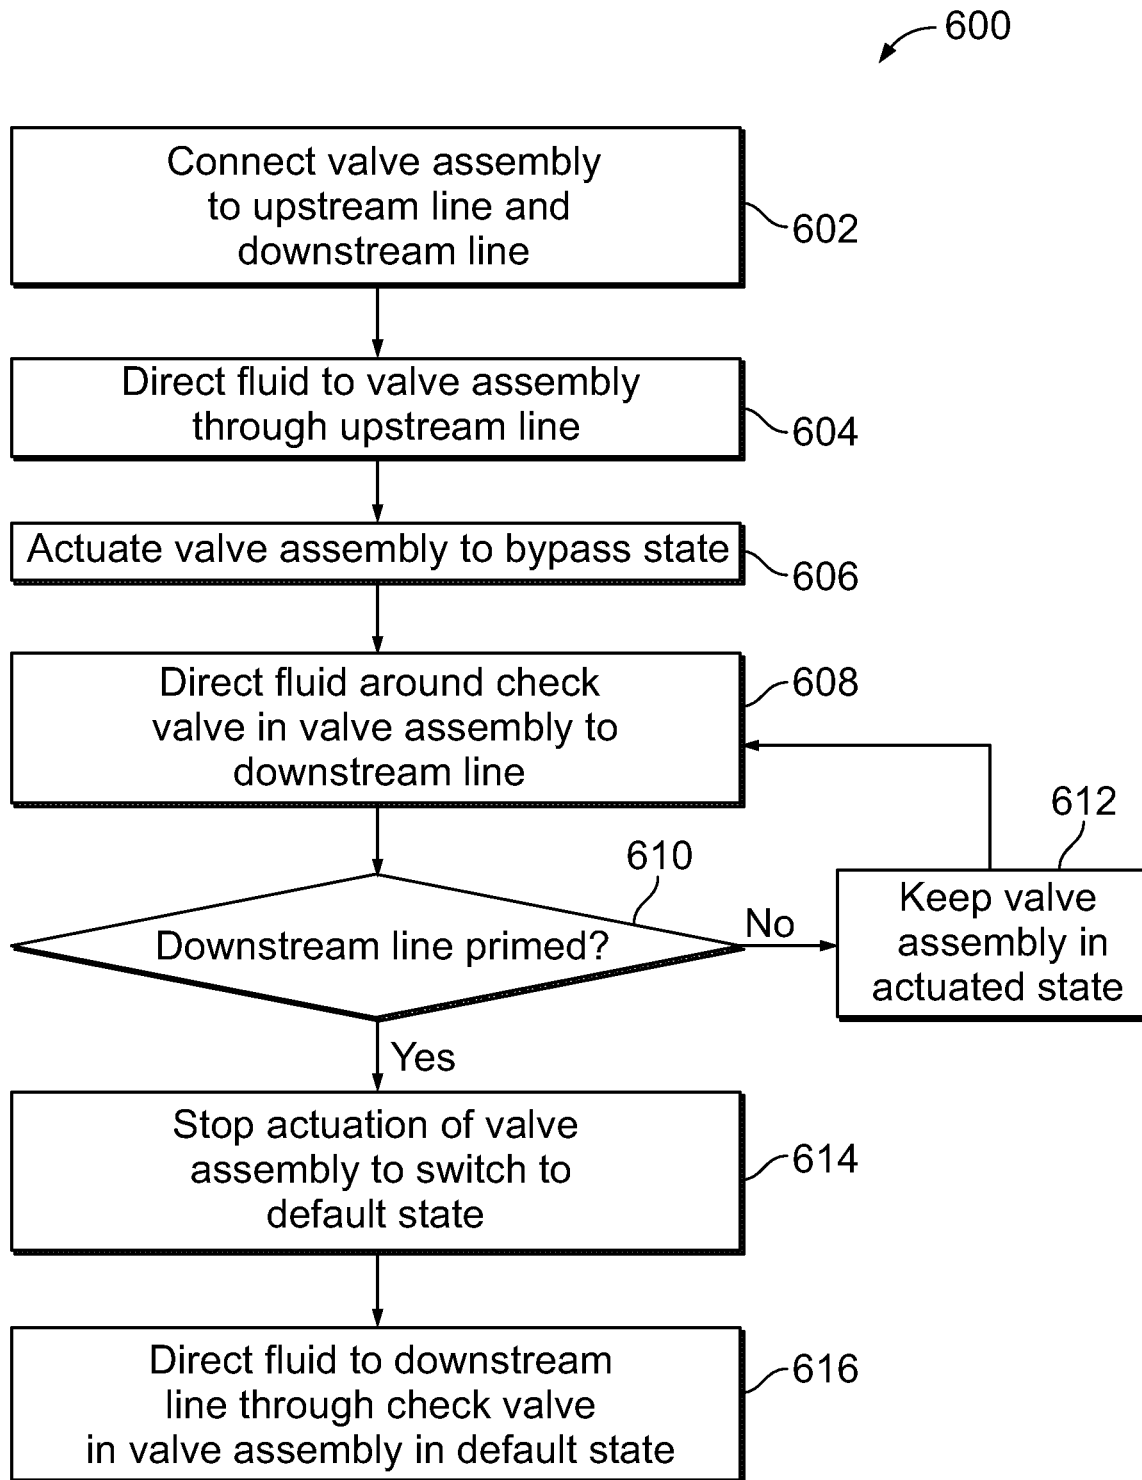 600
Connect valve assembly
to upstream line and
downstream line
602
Direct fluid to valve assembly
through upstream line
604
Actuate valve assembly to bypass state
606
Direct fluid around check
valve in valve assembly to
downstream line
608
612
Keep valve
assembly in
actuated state
610
Downstream line primed?
No
Yes
Stop actuation of valve
assembly to switch to
default state
614
Direct fluid to downstream
line through check valve
in valve assembly in default state
616